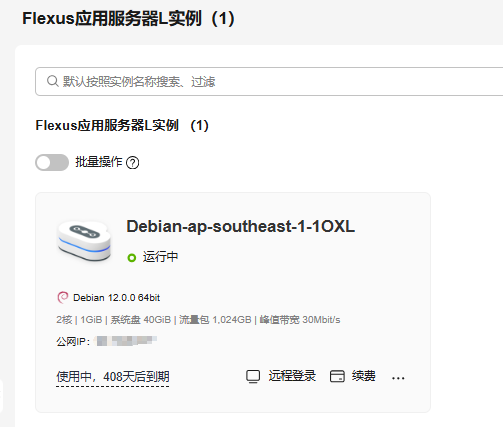 Flexus应用服务器L实例（1）
默认按照实例名称搜索、过滤
Flexus应用服务器L实例 （1）
批量操作
Debian-ap-southeast-1-1OXL
运行中
Debian 12.0.0 64bit
2核 | 1GiB | 系统盘 40GiB | 流量包 1,024GB | 峰值带宽 30Mbit/s
公网IP：
使用中，408天后到期 远程登录 续费 ...